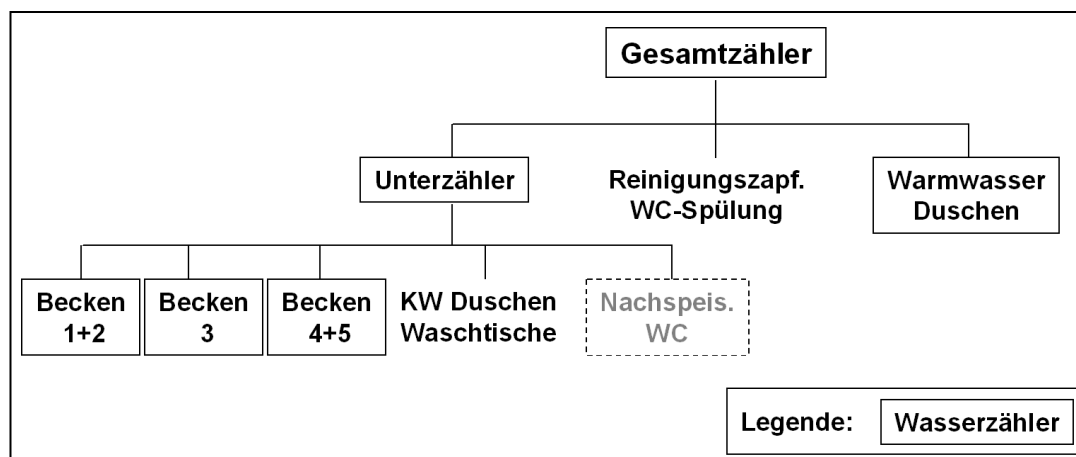 Gesamtzähler
Unterzähler
Reinigungszapf.
WC-Spülung
Warmwasser
Duschen
Becken
1+2
Becken
3
Becken
4+5
KW Duschen
Waschtische
Nachspeis.
WC
Legende:
Wasserzähler